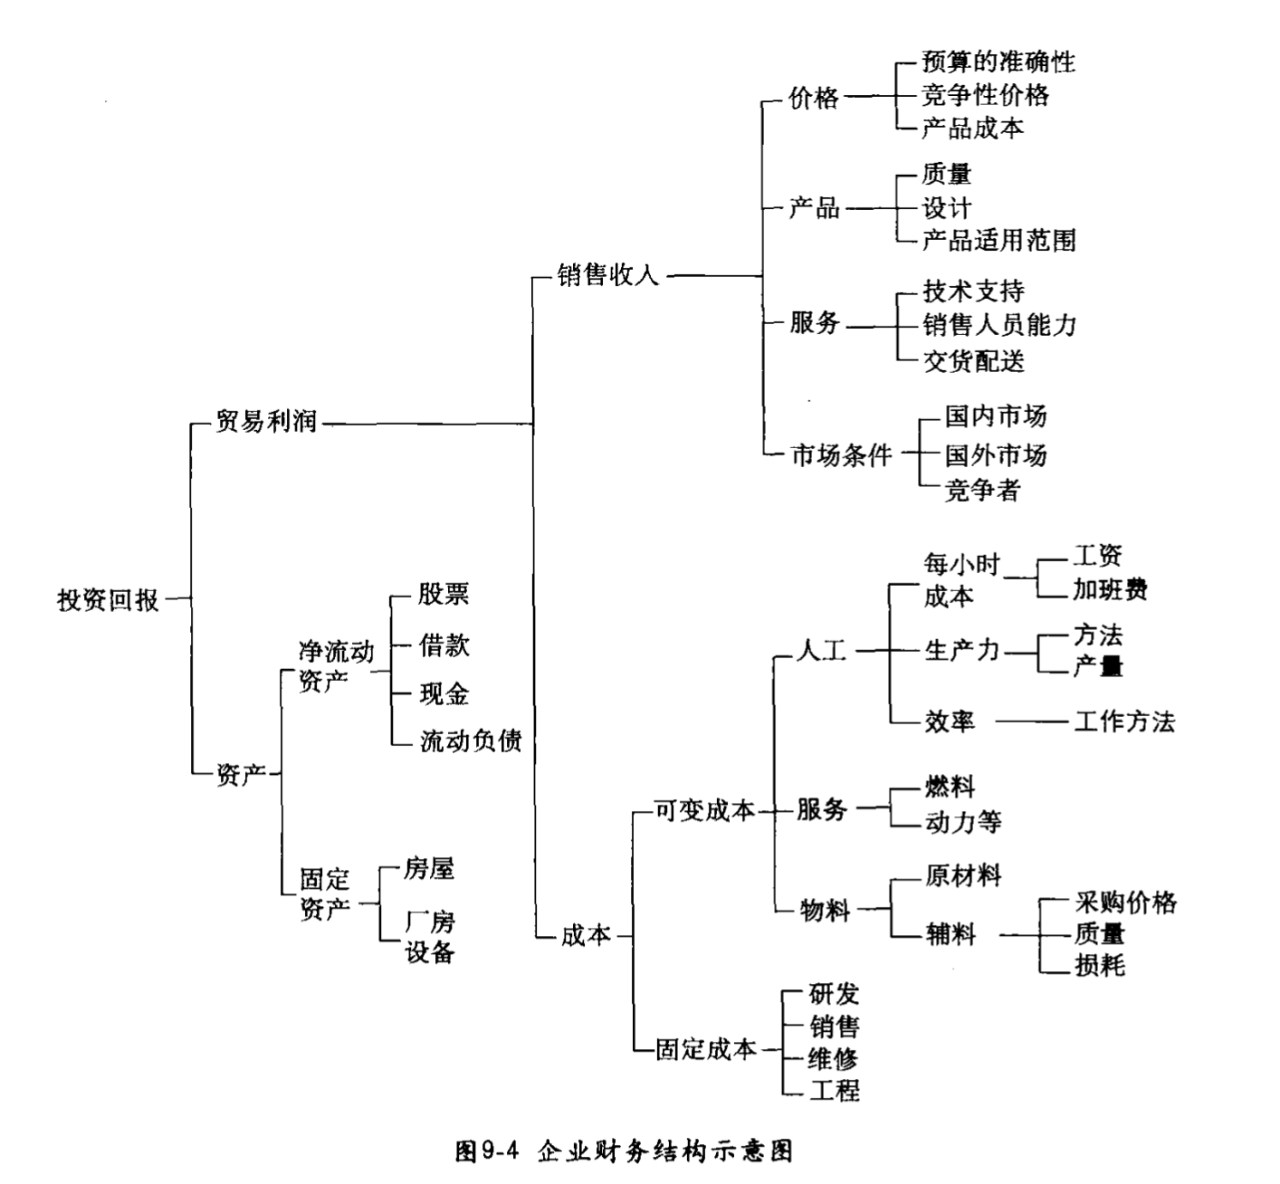 预算的准确性
价格
竞争性价格
产品成本
质量
产品
设计
产品适用范围
销售收入
技术支持
服务
销售人员能力
交货配送
贸易利润
国内市场
市场条件
国外市场
竞争者
投资回报
股票
净流动
资产
借款
现金
流动负债
资产
固定
资产
房屋
厂房
设备
每小时
成本
工资
加班费
人工
生产力
方法
产量
效率
工作方法
可变成本
服务
燃料
动力等
成本
物料
原材料
辅料
采购价格
质量
损耗
固定成本
研发
销售
维修
工程
图9-4 企业财务结构示意图